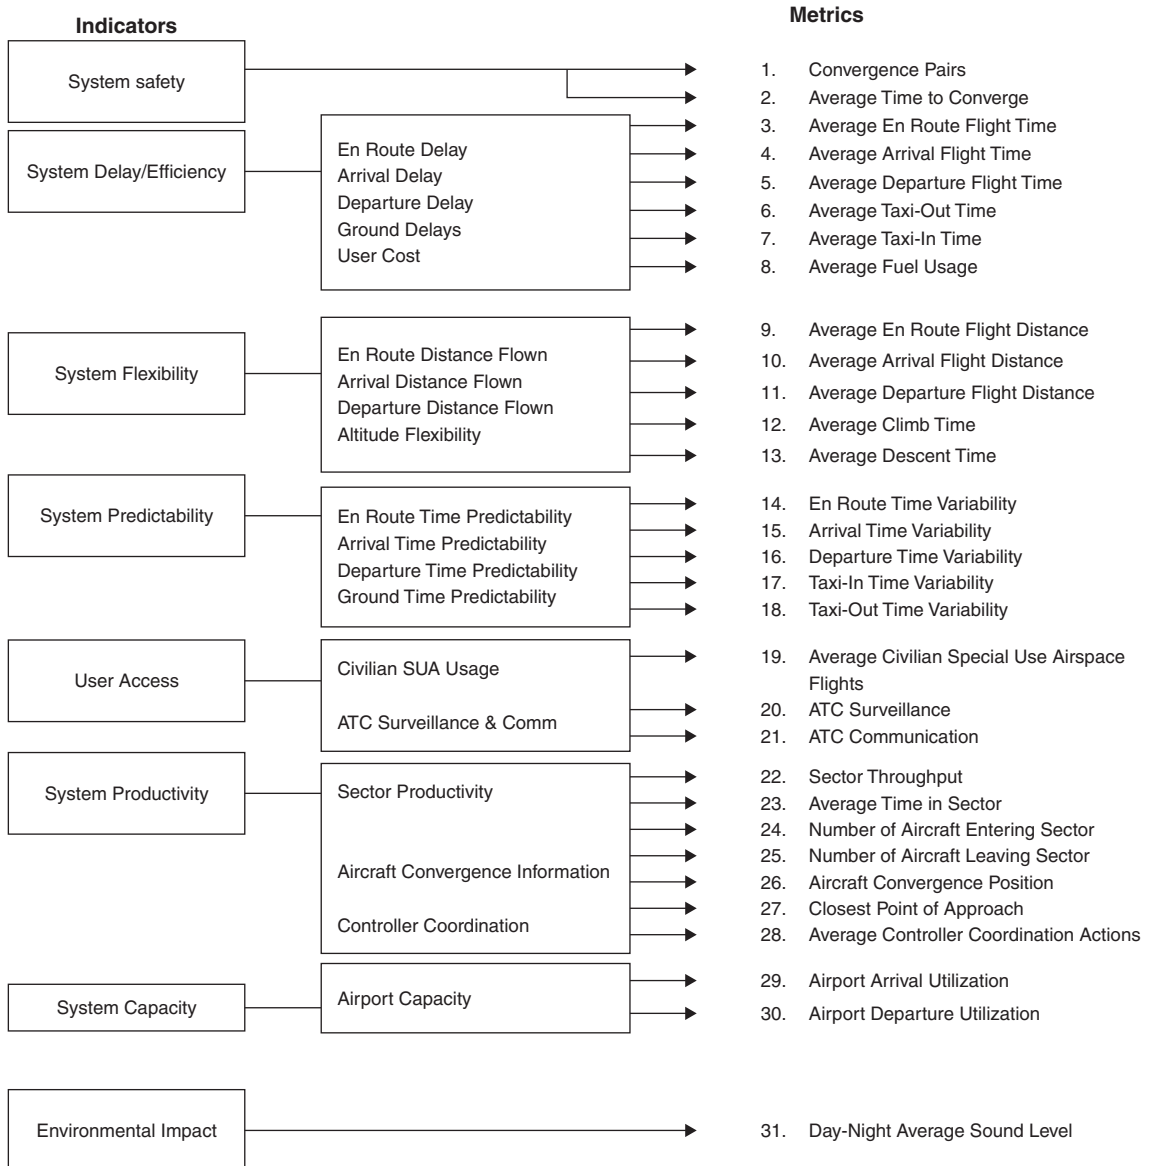 Indicators
Metrics
System safety
1. Convergence Pairs
2. Average Time to Converge
System Delay/Efficiency
En Route Delay
Arrival Delay
Departure Delay
Ground Delays
User Cost
3. Average En Route Flight Time
4. Average Arrival Flight Time
5. Average Departure Flight Time
6. Average Taxi-Out Time
7. Average Taxi-In Time
8. Average Fuel Usage
System Flexibility
En Route Distance Flown
Arrival Distance Flown
Departure Distance Flown
Altitude Flexibility
9. Average En Route Flight Distance
10. Average Arrival Flight Distance
11. Average Departure Flight Distance
12. Average Climb Time
13. Average Descent Time
System Predictability
En Route Time Predictability
Arrival Time Predictability
Departure Time Predictability
Ground Time Predictability
14. En Route Time Variability
15. Arrival Time Variability
16. Departure Time Variability
17. Taxi-In Time Variability
18. Taxi-Out Time Variability
User Access
Civilian SUA Usage
ATC Surveillance & Comm
19. Average Civilian Special Use Airspace
Flights
20. ATC Surveillance
21. ATC Communication
System Productivity
Sector Productivity
Aircraft Convergence Information
Controller Coordination
22. Sector Throughput
23. Average Time in Sector
24. Number of Aircraft Entering Sector
25. Number of Aircraft Leaving Sector
26. Aircraft Convergence Position
27. Closest Point of Approach
28. Average Controller Coordination Actions
System Capacity
Airport Capacity
29. Airport Arrival Utilization
30. Airport Departure Utilization
Environmental Impact
31. Day-Night Average Sound Level